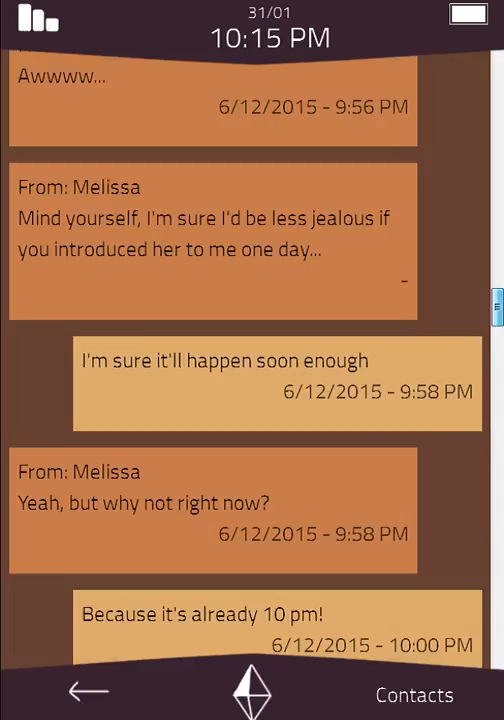 31/01
10:15 PM
Awwww...
6/12/2015 - 9:56 PM
From: Melissa
Mind yourself, I'm sure I'd be less jealous if
you introduced her to me one day...
-
I'm sure it'll happen soon enough
6/12/2015 - 9:58 PM
From: Melissa
Yeah, but why not right now?
6/12/2015 - 9:58 PM
Because it's already 10 pm!
6/12/2015 - 10:00 PM
Contacts